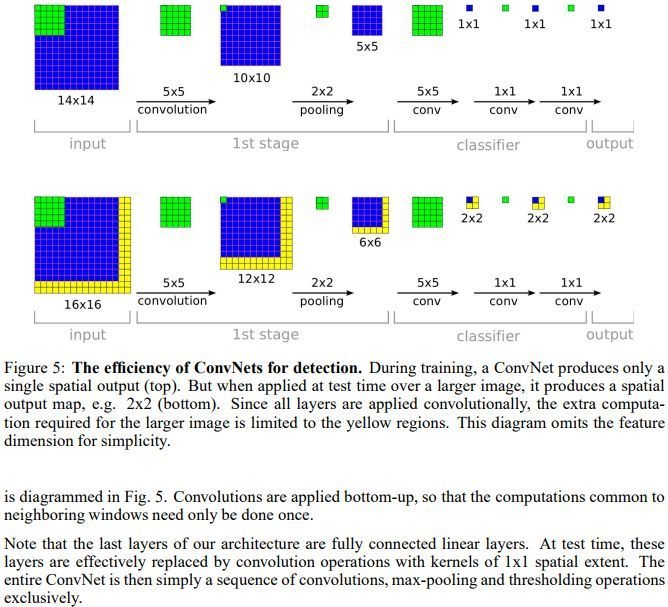 1x1 1x1 1x1
5x5
10x10
14x14
5x5 2x2 5x5 1x1 1x1
convolution pooling conv conv conv
input 1st stage classifier output
2x2 2x2 2x2
6x6
12x12
16x16
5x5 2x2 5x5 1x1 1x1
convolution pooling conv conv conv
input 1st stage classifier output
Figure 5: The efficiency of ConvNets for detection. During training, a ConvNet produces only a
single spatial output (top). But when applied at test time over a larger image, it produces a spatial
output map, e.g. 2x2 (bottom). Since all layers are applied convolutionally, the extra computa-
tion required for the larger image is limited to the yellow regions. This diagram omits the feature
dimension for simplicity.
is diagrammed in Fig. 5. Convolutions are applied bottom-up, so that the computations common to
neighboring windows need only be done once.
Note that the last layers of our architecture are fully connected linear layers. At test time, these
layers are effectively replaced by convolution operations with kernels of 1x1 spatial extent. The
entire ConvNet is then simply a sequence of convolutions, max-pooling and thresholding operations
exclusively.